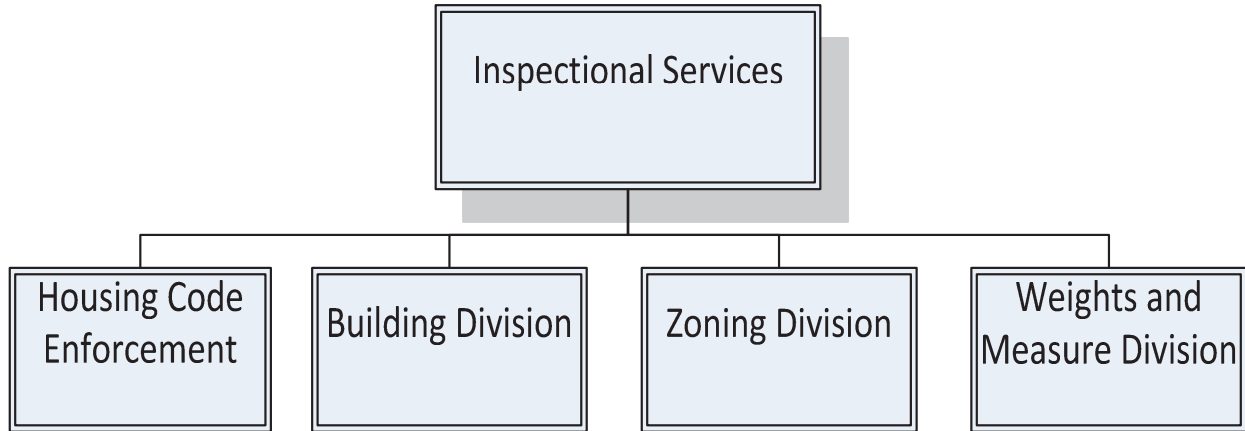 Inspectional Services
Housing Code
Enforcement
Building Division
Zoning Division
Weights and
Measure Division